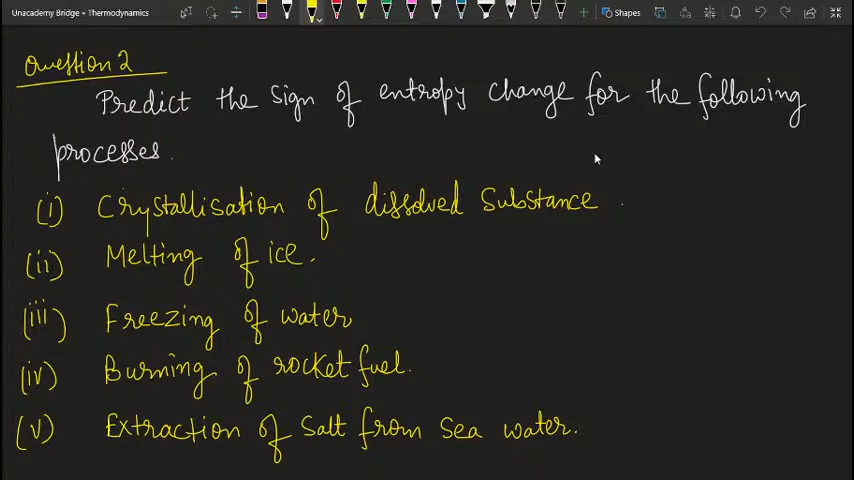 Unacademy Bridge + Thermodynamics
Shapes
Question 2
Predict the sign of entropy change for the following
processes.
(i) Crystallisation of dissolved Substance.
(ii) Melting of ice.
(iii) Freezing of water
(iv) Burning of rocket fuel.
(v) Extraction of Salt from Sea water.